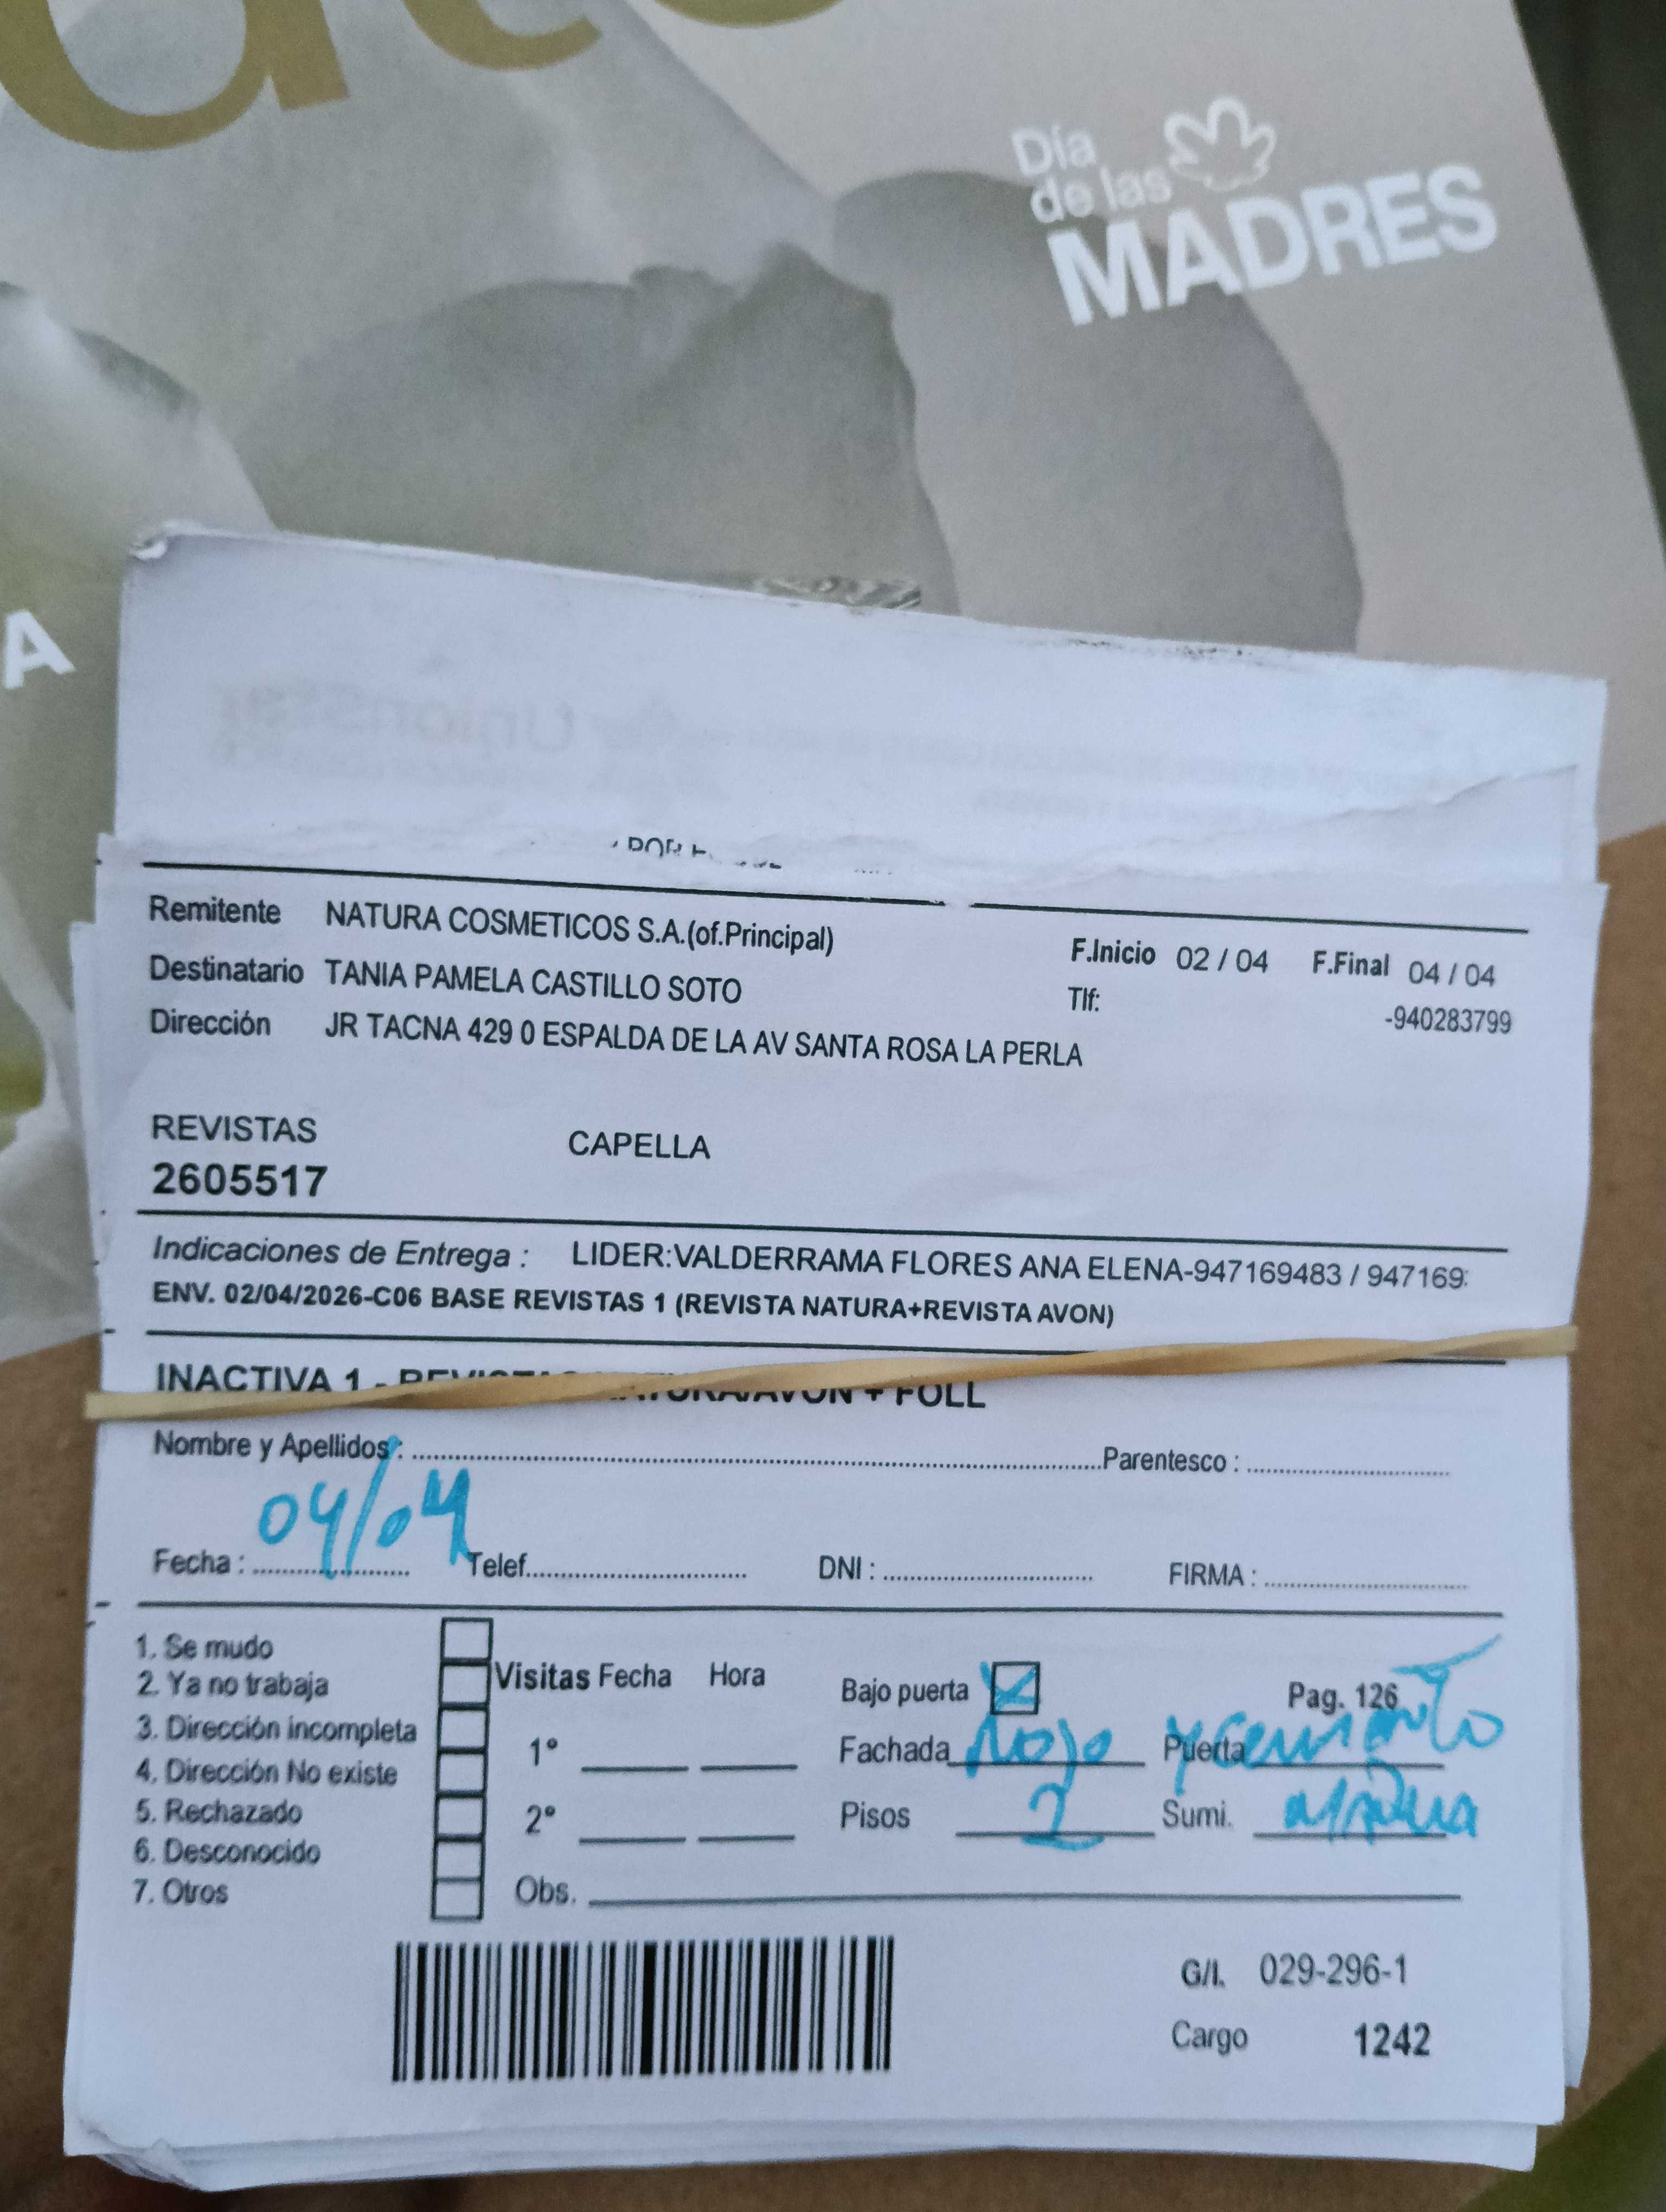 Día
de las
MADRES
A
Remitente NATURA COSMETICOS S.A.(of.Principal) F.Inicio 02 / 04 F.Final 04 / 04
Destinatario TANIA PAMELA CASTILLO SOTO Tlf: -940283799
Dirección JR TACNA 429 0 ESPALDA DE LA AV SANTA ROSA LA PERLA
REVISTAS CAPELLA
2605517
Indicaciones de Entrega : LIDER:VALDERRAMA FLORES ANA ELENA-947169483 / 947169
ENV. 02/04/2026-C06 BASE REVISTAS 1 (REVISTA NATURA+REVISTA AVON)
INACTIVA 1 - REVISTAS NATURA/AVON + FOLL
Nombre y Apellidos: Parentesco :
Fecha : 04/04 Telef. DNI : FIRMA :
1. Se mudo
2. Ya no trabaja
3. Dirección incompleta
4. Dirección No existe
5. Rechazado
6. Desconocido
7. Otros
Visitas Fecha Hora
1°
2°
Obs.
Bajo puerta Pag. 126
Fachada Rojo y cemento Puerta
Pisos 2 Sumi.
G/I. 029-296-1
Cargo 1242